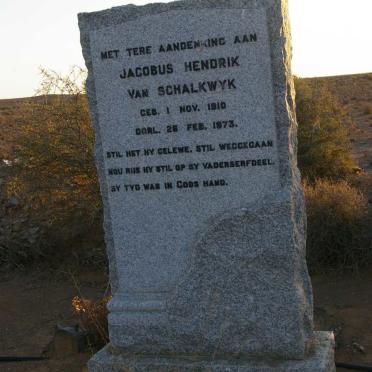 MET TERE AANDENKING AAN
JACOBUS HENDRIK
VAN SCHALKWYK
GEB. 1 NOV. 1910
OORL. 26 FEB. 1973.
STIL HET HY GELEWE, STIL WEGGEGAAN
NOU RUS HY STIL OP SY VADERSERFDEEL.
SY TYD WAS IN GODS HAND.